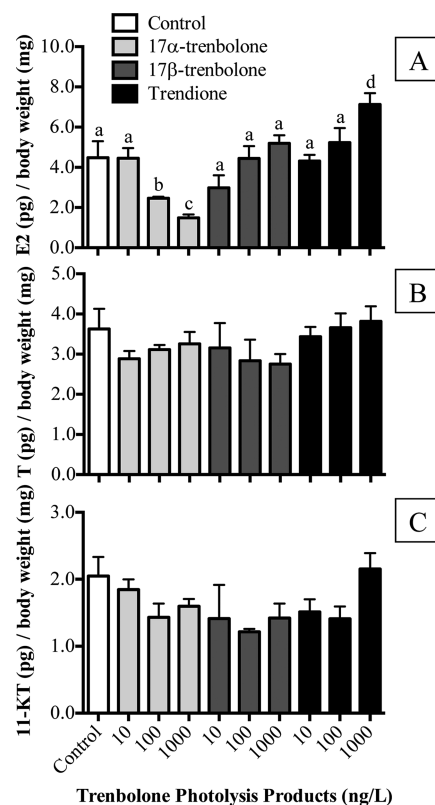 Control
17α-trenbolone
17β-trenbolone
Trendione
A
E2 (pg) / body weight (mg)
10.0
8.0
6.0
4.0
2.0
0.0
a a b c a a a a a d
B
T (pg) / body weight (mg)
5.0
4.0
3.0
2.0
1.0
0.0
C
11-KT (pg) / body weight (mg)
3.0
2.0
1.0
0.0
Control 10 100 1000 10 100 1000 10 100 1000
Trenbolone Photolysis Products (ng/L)